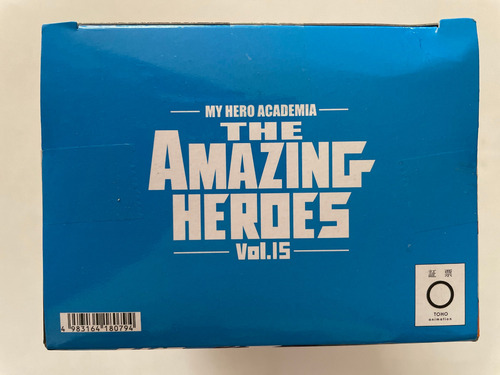 MY HERO ACADEMIA
THE
AMAZING
HEROES
Vol.15
証票
TOHO
animation
4 983164 180794